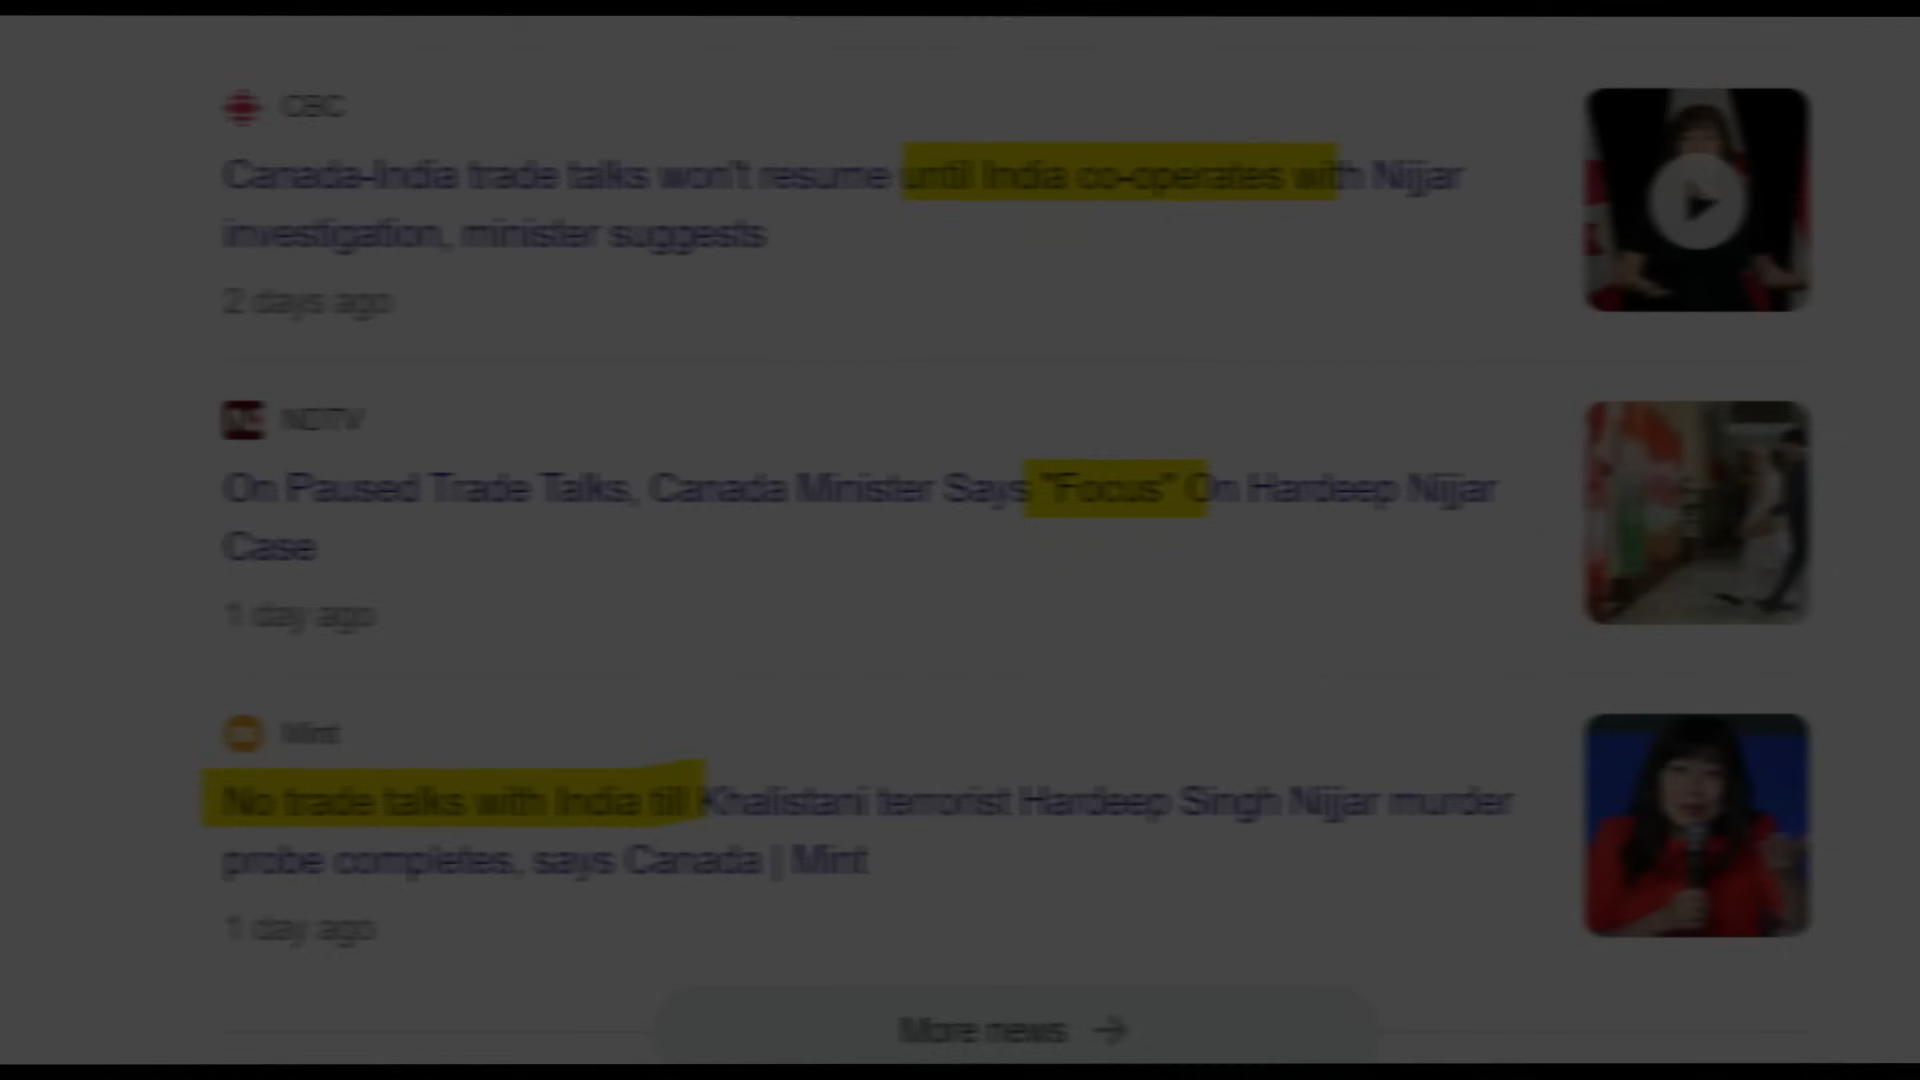 CBC
Canada-India trade talks won't resume until India co-operates with Nijjar
investigation, minister suggests
2 days ago
NDTV
On Paused Trade Talks, Canada Minister Says "Focus" On Hardeep Nijjar
Case
1 day ago
Mint
No trade talks with India till Khalistani terrorist Hardeep Singh Nijjar murder
probe completes, says Canada | Mint
1 day ago
More news →